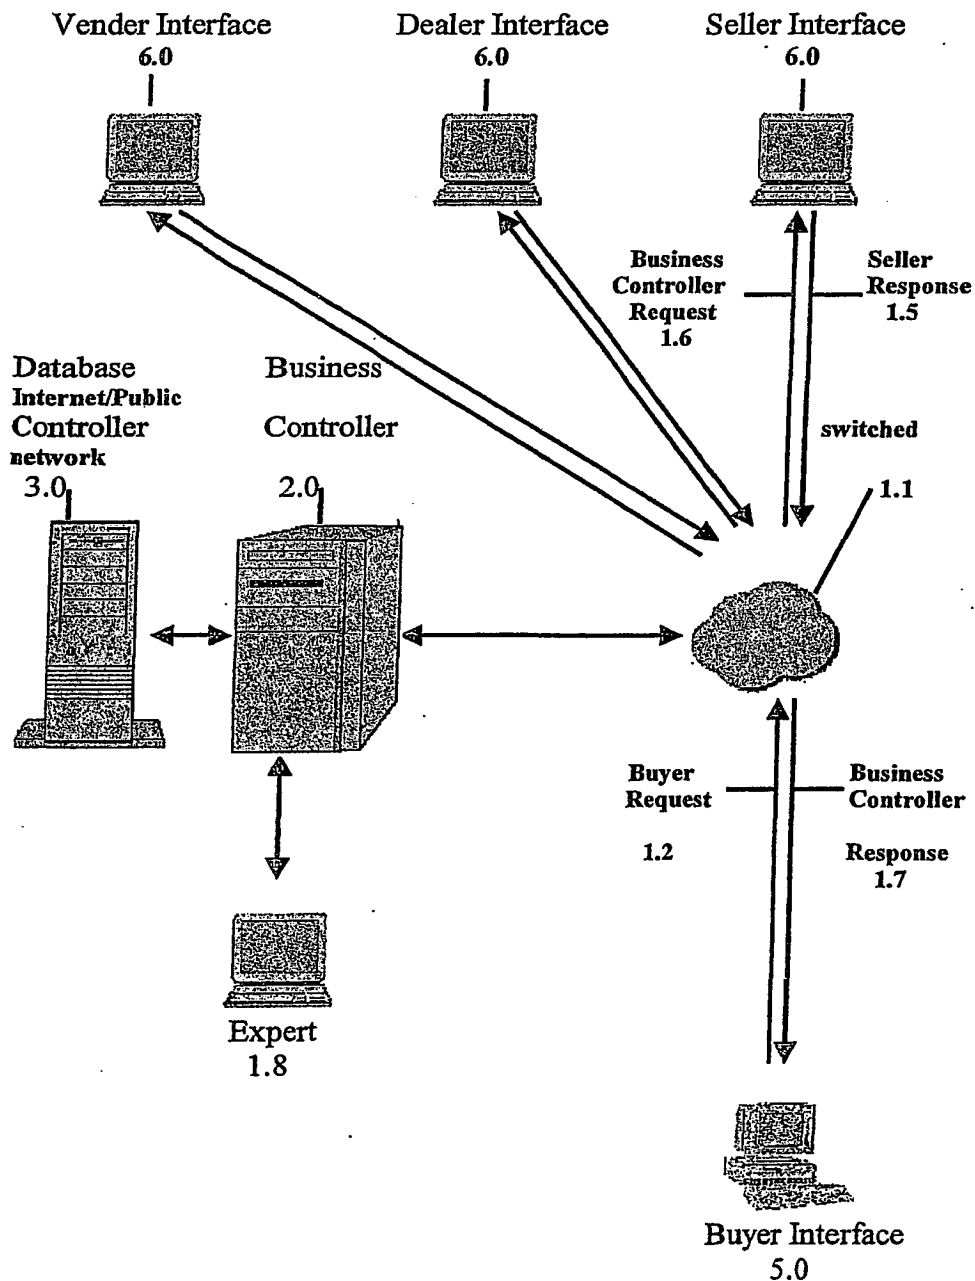 Vender Interface
6.0
Dealer Interface
6.0
Seller Interface
6.0
Business
Controller
Request
1.6
Seller
Response
1.5
Database
Internet/Public
Controller
network
3.0
Business
Controller
2.0
switched
1.1
Buyer
Request
1.2
Business
Controller
Response
1.7
Expert
1.8
Buyer Interface
5.0